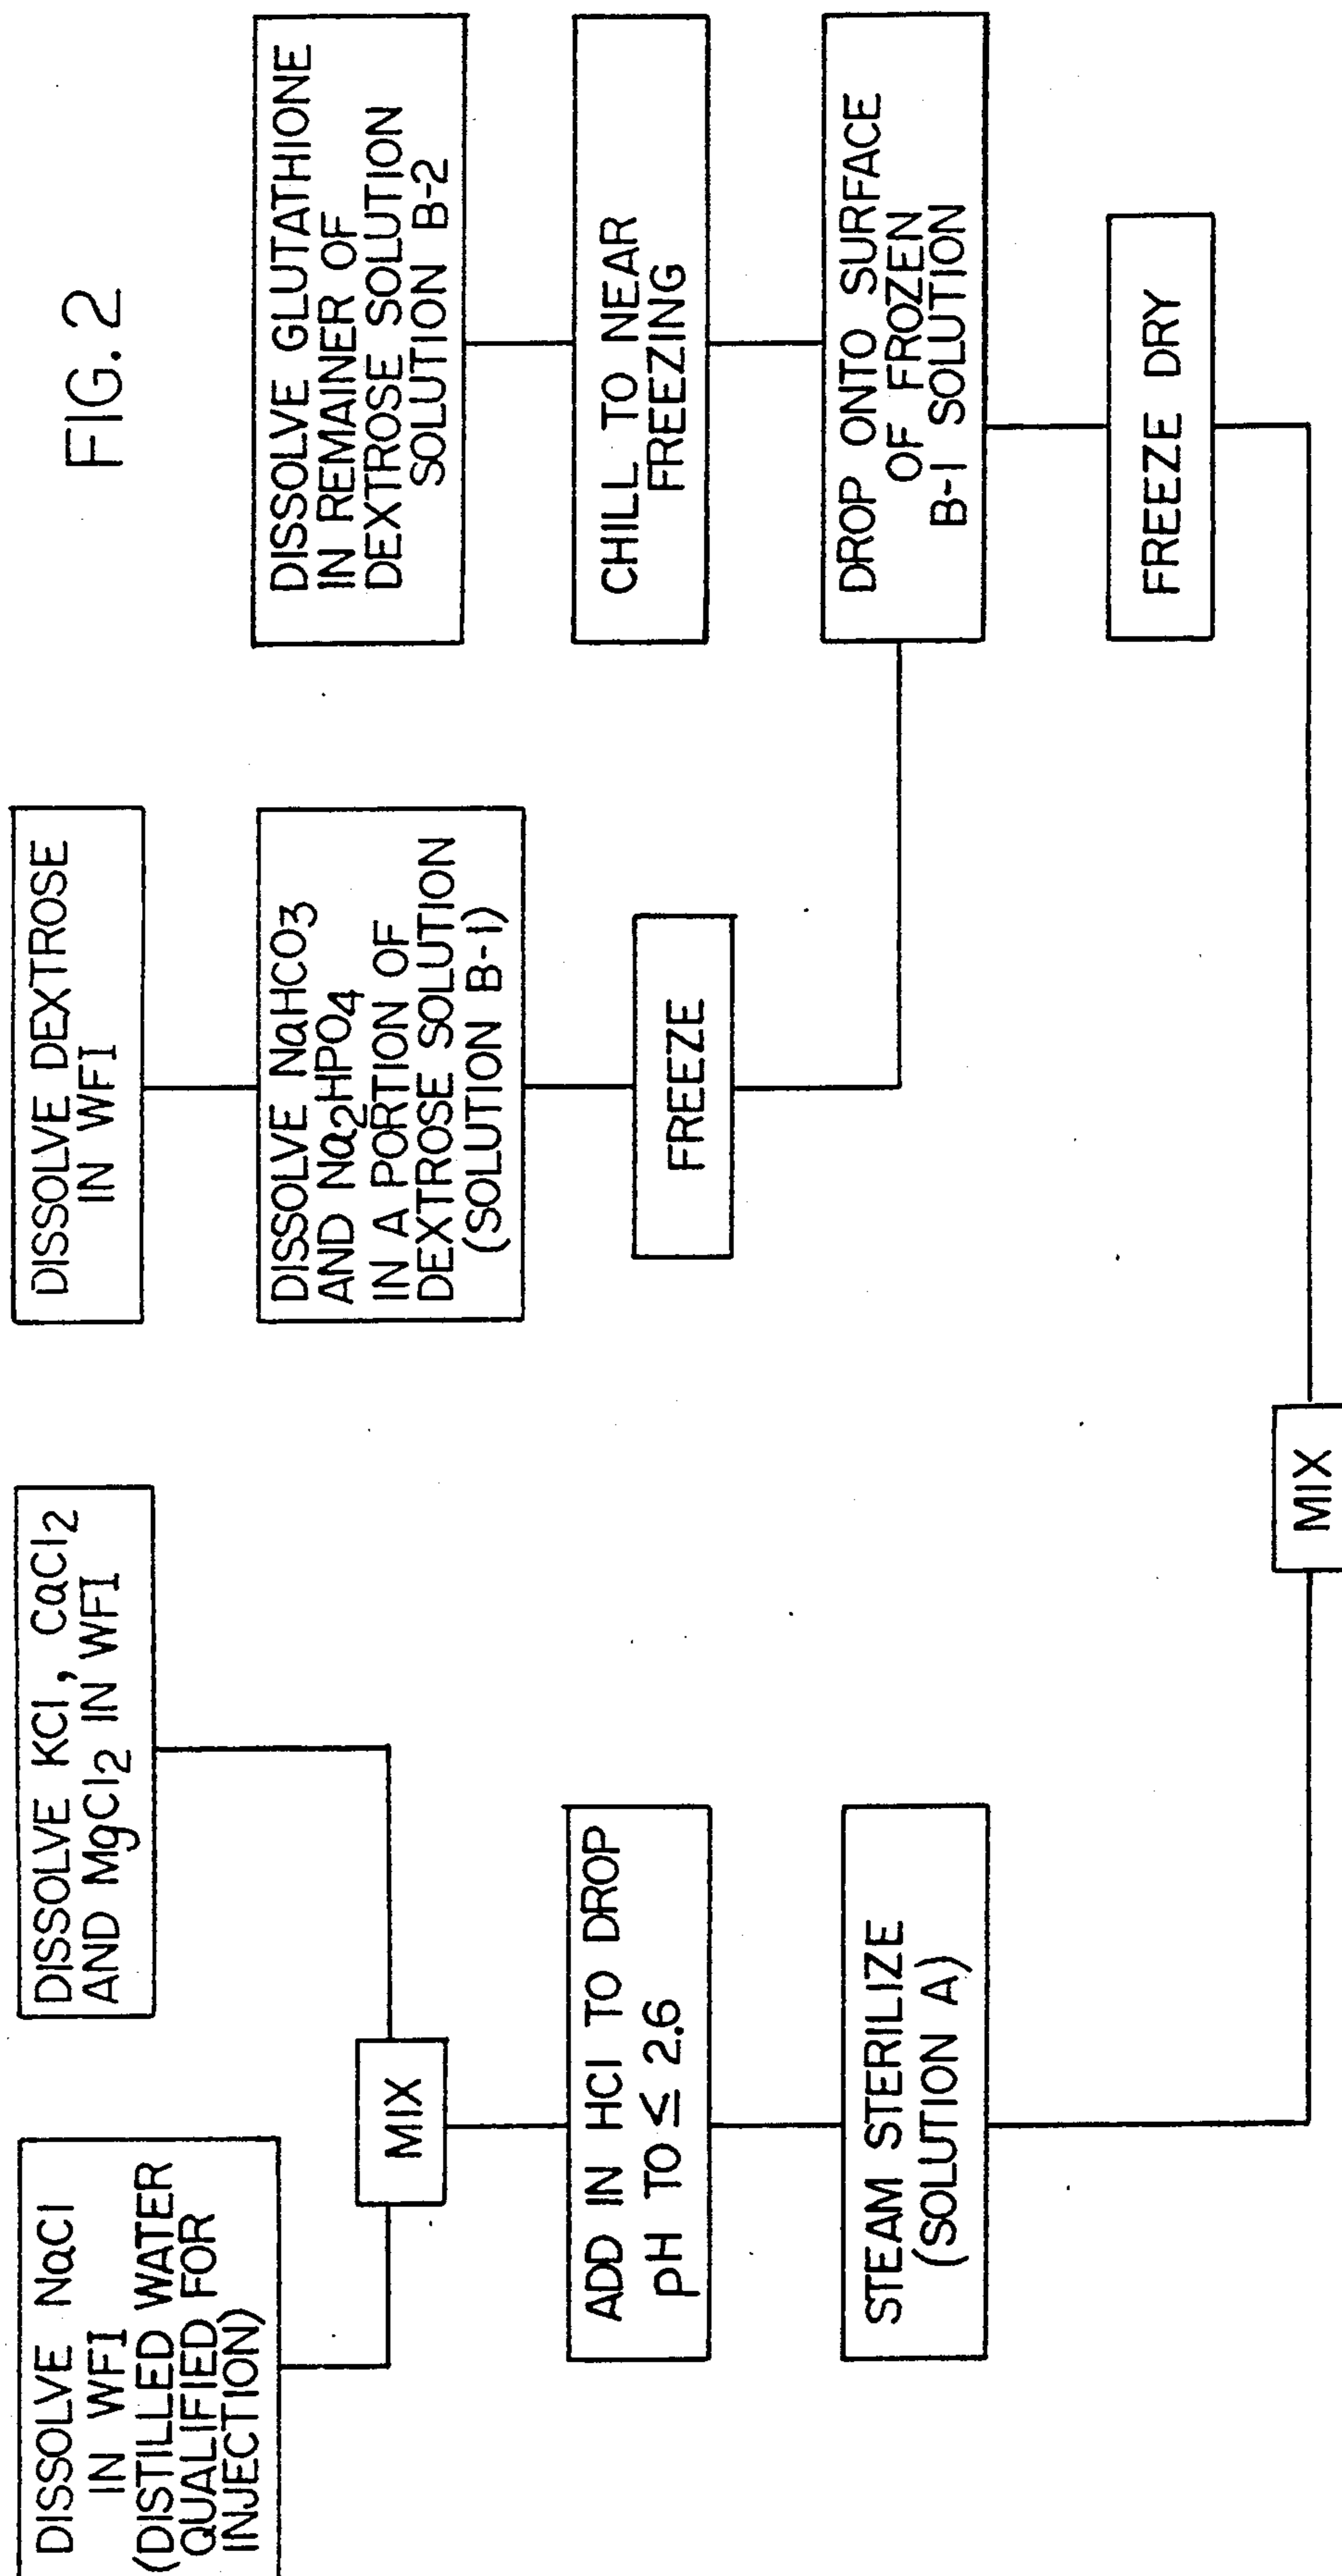 FIG. 2
DISSOLVE NaCl
IN WFI
(DISTILLED WATER
QUALIFIED FOR
INJECTION)
DISSOLVE KCl, CaCl2
AND MgCl2 IN WFI
MIX
ADD IN HCl TO DROP
pH TO ≤ 2.6
STEAM STERILIZE
(SOLUTION A)
DISSOLVE DEXTROSE
IN WFI
DISSOLVE NaHCO3
AND Na2HPO4
IN A PORTION OF
DEXTROSE SOLUTION
(SOLUTION B-1)
FREEZE
DISSOLVE GLUTATHIONE
IN REMAINER OF
DEXTROSE SOLUTION
SOLUTION B-2
CHILL TO NEAR
FREEZING
DROP ONTO SURFACE
OF FROZEN
B-1 SOLUTION
FREEZE DRY
MIX